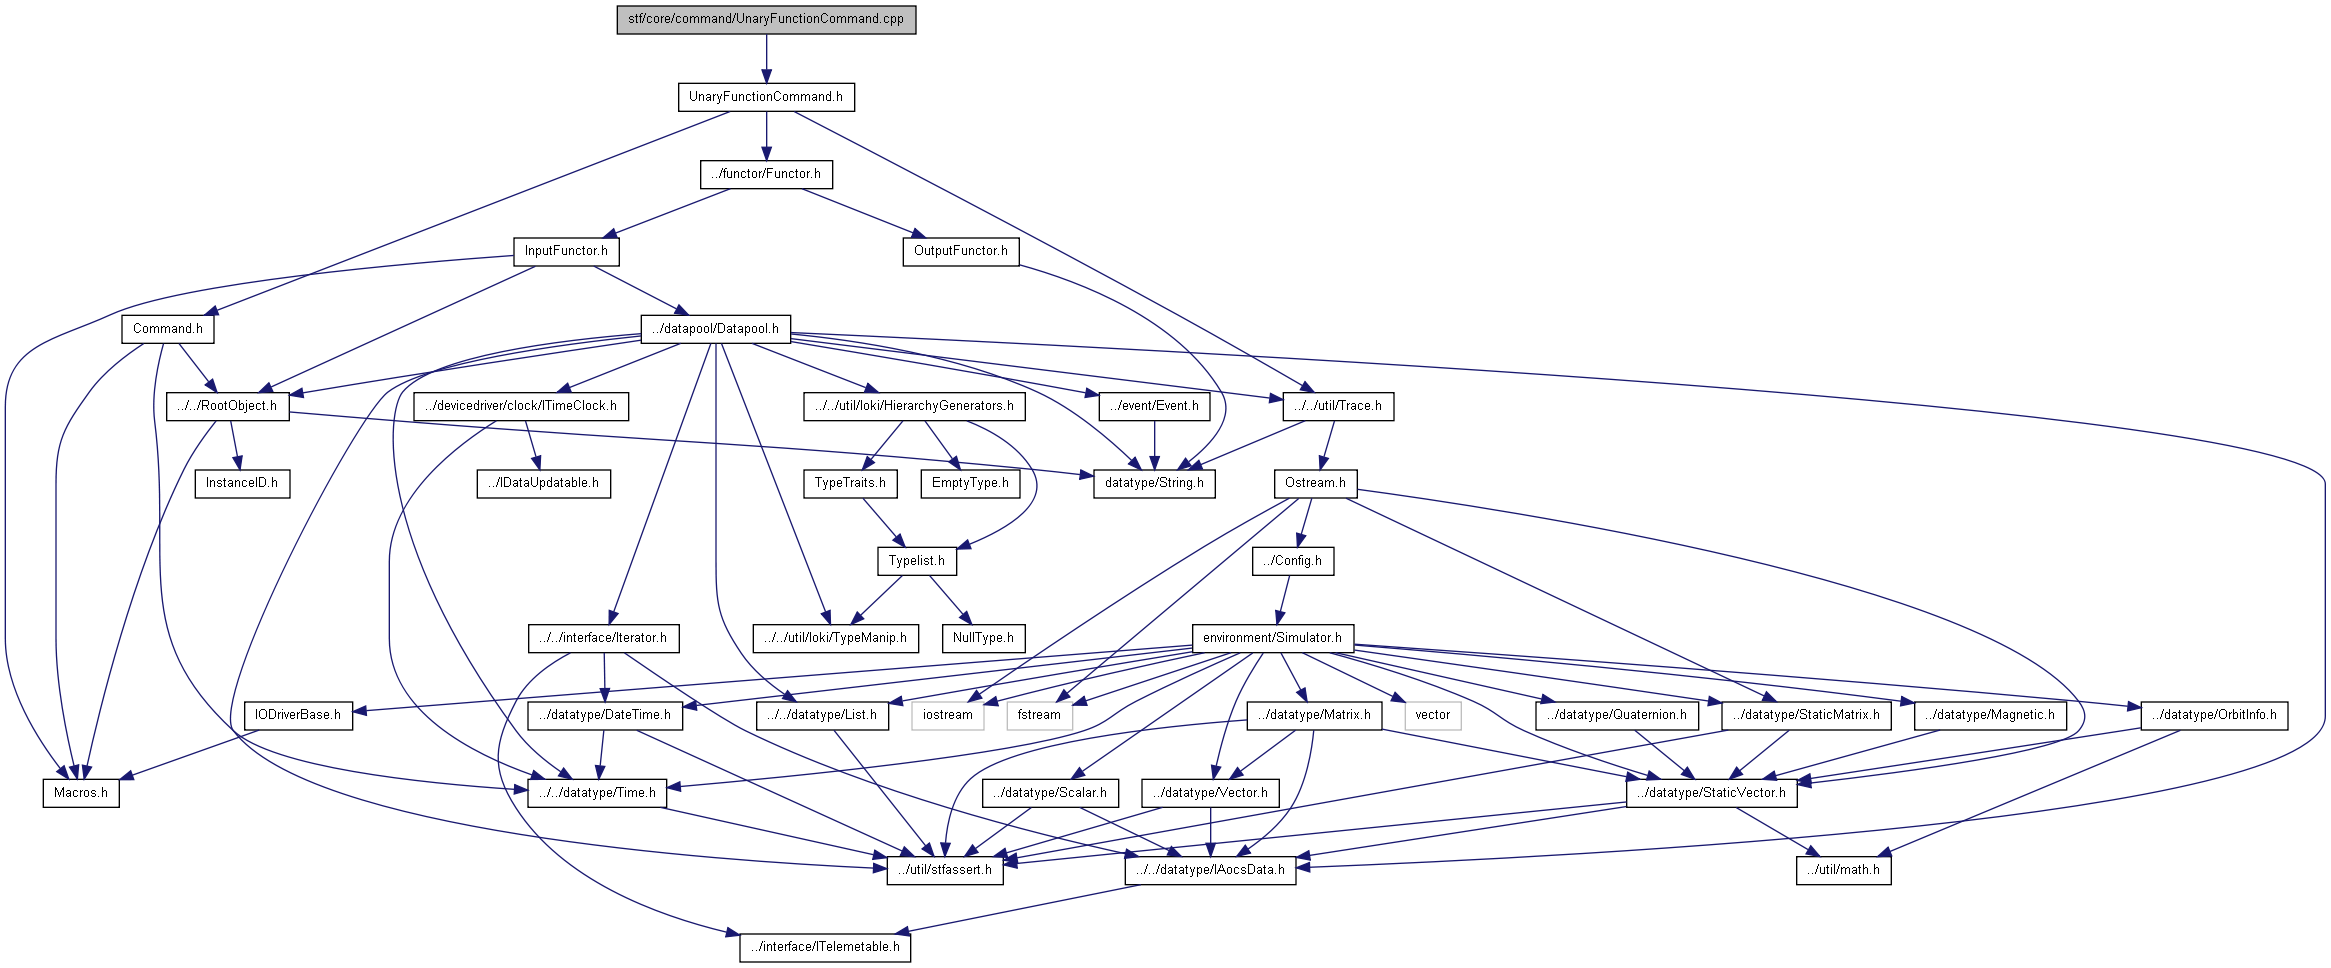 stf/core/command/UnaryFunctionCommand.cpp
UnaryFunctionCommand.h
../functor/Functor.h
InputFunctor.h
OutputFunctor.h
Command.h
../datapool/Datapool.h
../../RootObject.h
../devicedriver/clock/ITimeClock.h
../../util/loki/HierarchyGenerators.h
../event/Event.h
../../util/Trace.h
InstanceID.h
../IDataUpdatable.h
TypeTraits.h
EmptyType.h
datatype/String.h
Ostream.h
Typelist.h
../Config.h
../../interface/Iterator.h
../../util/loki/TypeManip.h
NullType.h
environment/Simulator.h
IODriverBase.h
../datatype/DateTime.h
../../datatype/List.h
iostream
fstream
../datatype/Matrix.h
vector
../datatype/Quaternion.h
../datatype/StaticMatrix.h
../datatype/Magnetic.h
../datatype/OrbitInfo.h
Macros.h
../../datatype/Time.h
../datatype/Scalar.h
../datatype/Vector.h
../datatype/StaticVector.h
../util/stfassert.h
../../datatype/IAocsData.h
../util/math.h
../interface/ITelemetable.h